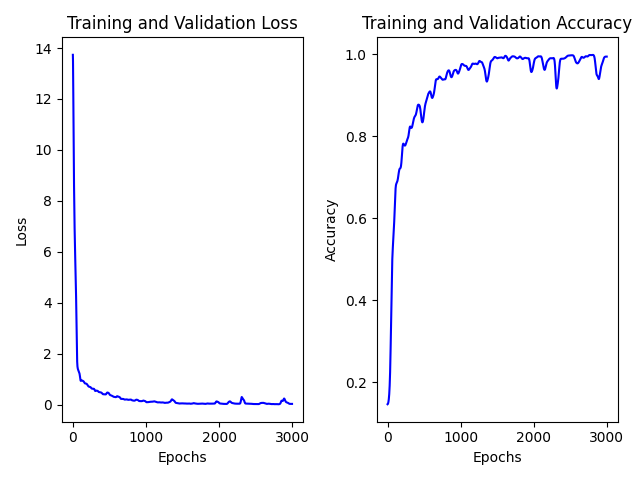 Training and Validation Loss
14
12
10
8
6
4
2
0
Loss
0 1000 2000 3000
Epochs
Training and Validation Accuracy
1.0
0.8
0.6
0.4
0.2
Accuracy
0 1000 2000 3000
Epochs